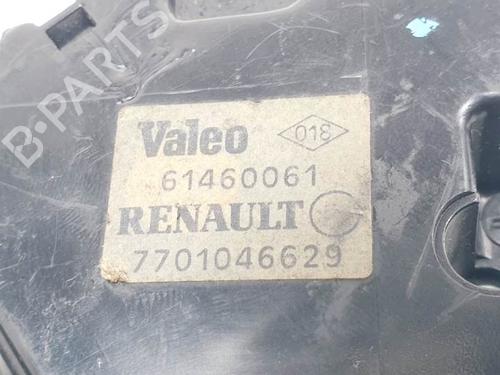 B-PARTS
Valeo 018
61460061
RENAULT
7701046629